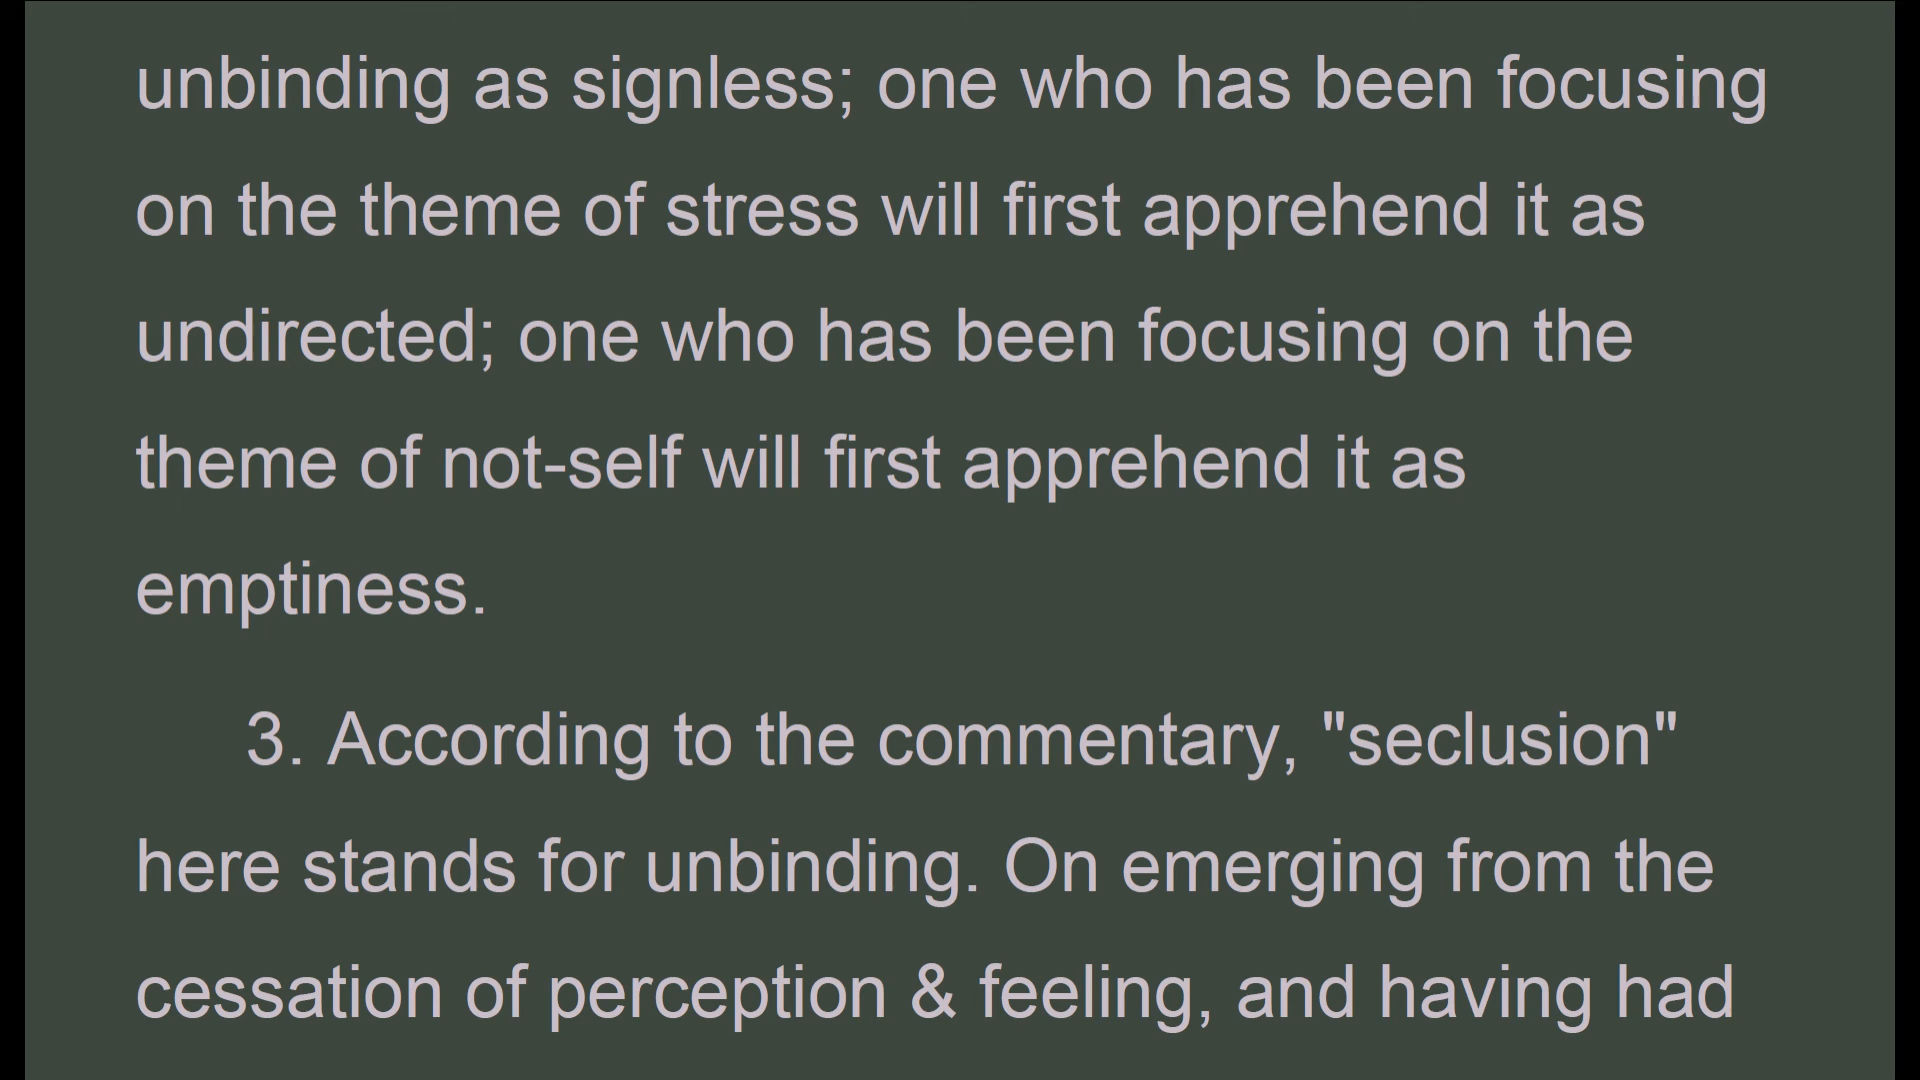 unbinding as signless; one who has been focusing
on the theme of stress will first apprehend it as
undirected; one who has been focusing on the
theme of not-self will first apprehend it as
emptiness.
3. According to the commentary, "seclusion"
here stands for unbinding. On emerging from the
cessation of perception & feeling, and having had